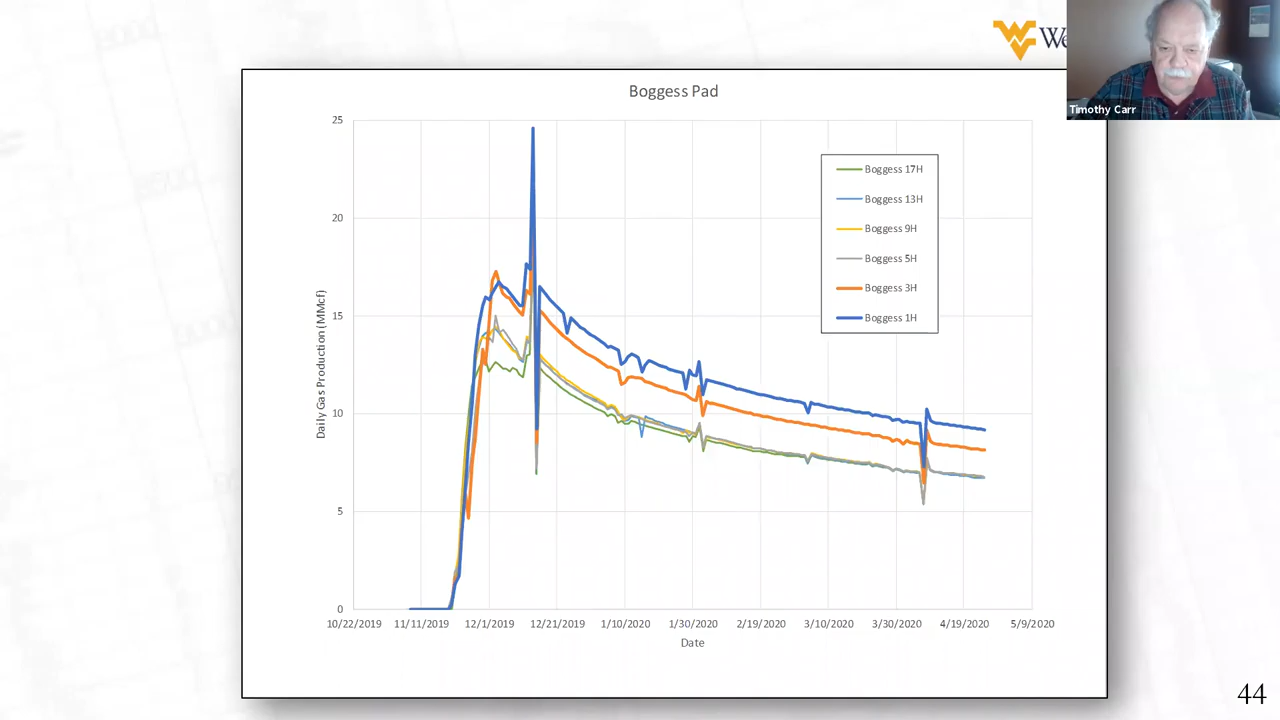 We
Timothy Carr
Boggess Pad
25
20
15
10
5
0
Daily Gas Production (MMcf)
Boggess 17H
Boggess 13H
Boggess 9H
Boggess 5H
Boggess 3H
Boggess 1H
10/22/2019 11/11/2019 12/1/2019 12/21/2019 1/10/2020 1/30/2020 2/19/2020 3/10/2020 3/30/2020 4/19/2020 5/9/2020
Date
44